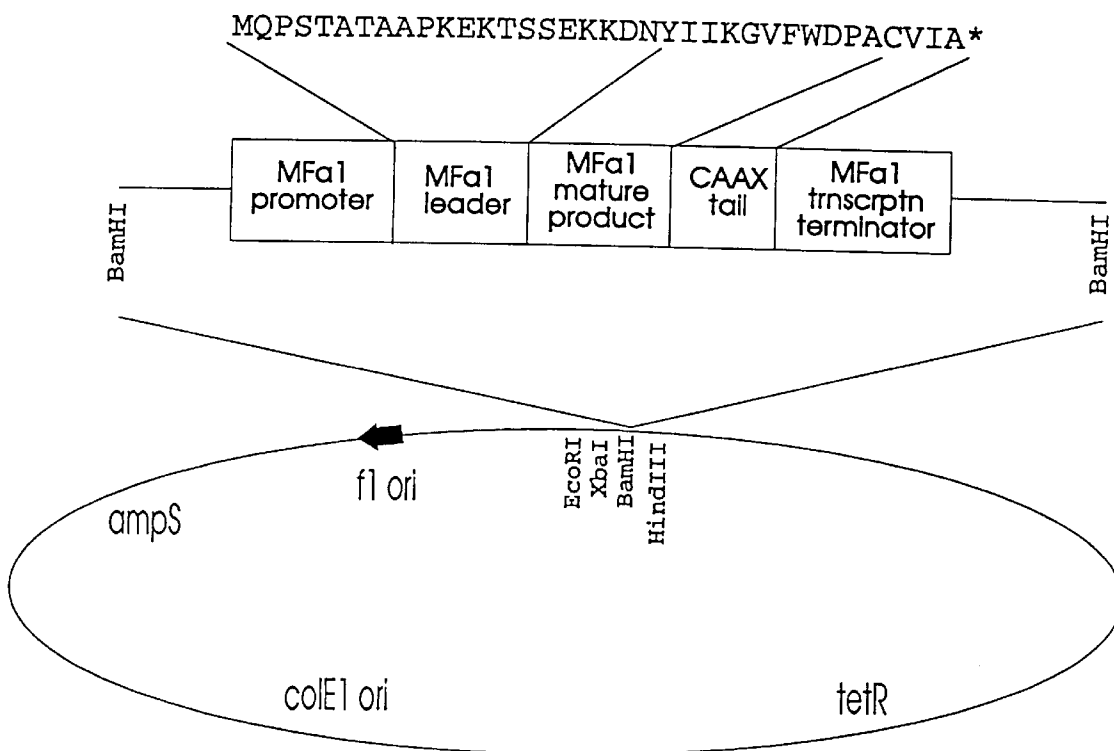 MQPSTATAAPKEKTSSEKKDNYIIKGVFWDPACVIA*
MFa1
promoter
MFa1
leader
MFa1
mature
product
CAAX
tail
MFa1
trnscrptn
terminator
BamHI
BamHI
EcoRI
XbaI
BamHI
HindIII
f1 ori
ampS
colE1 ori
tetR